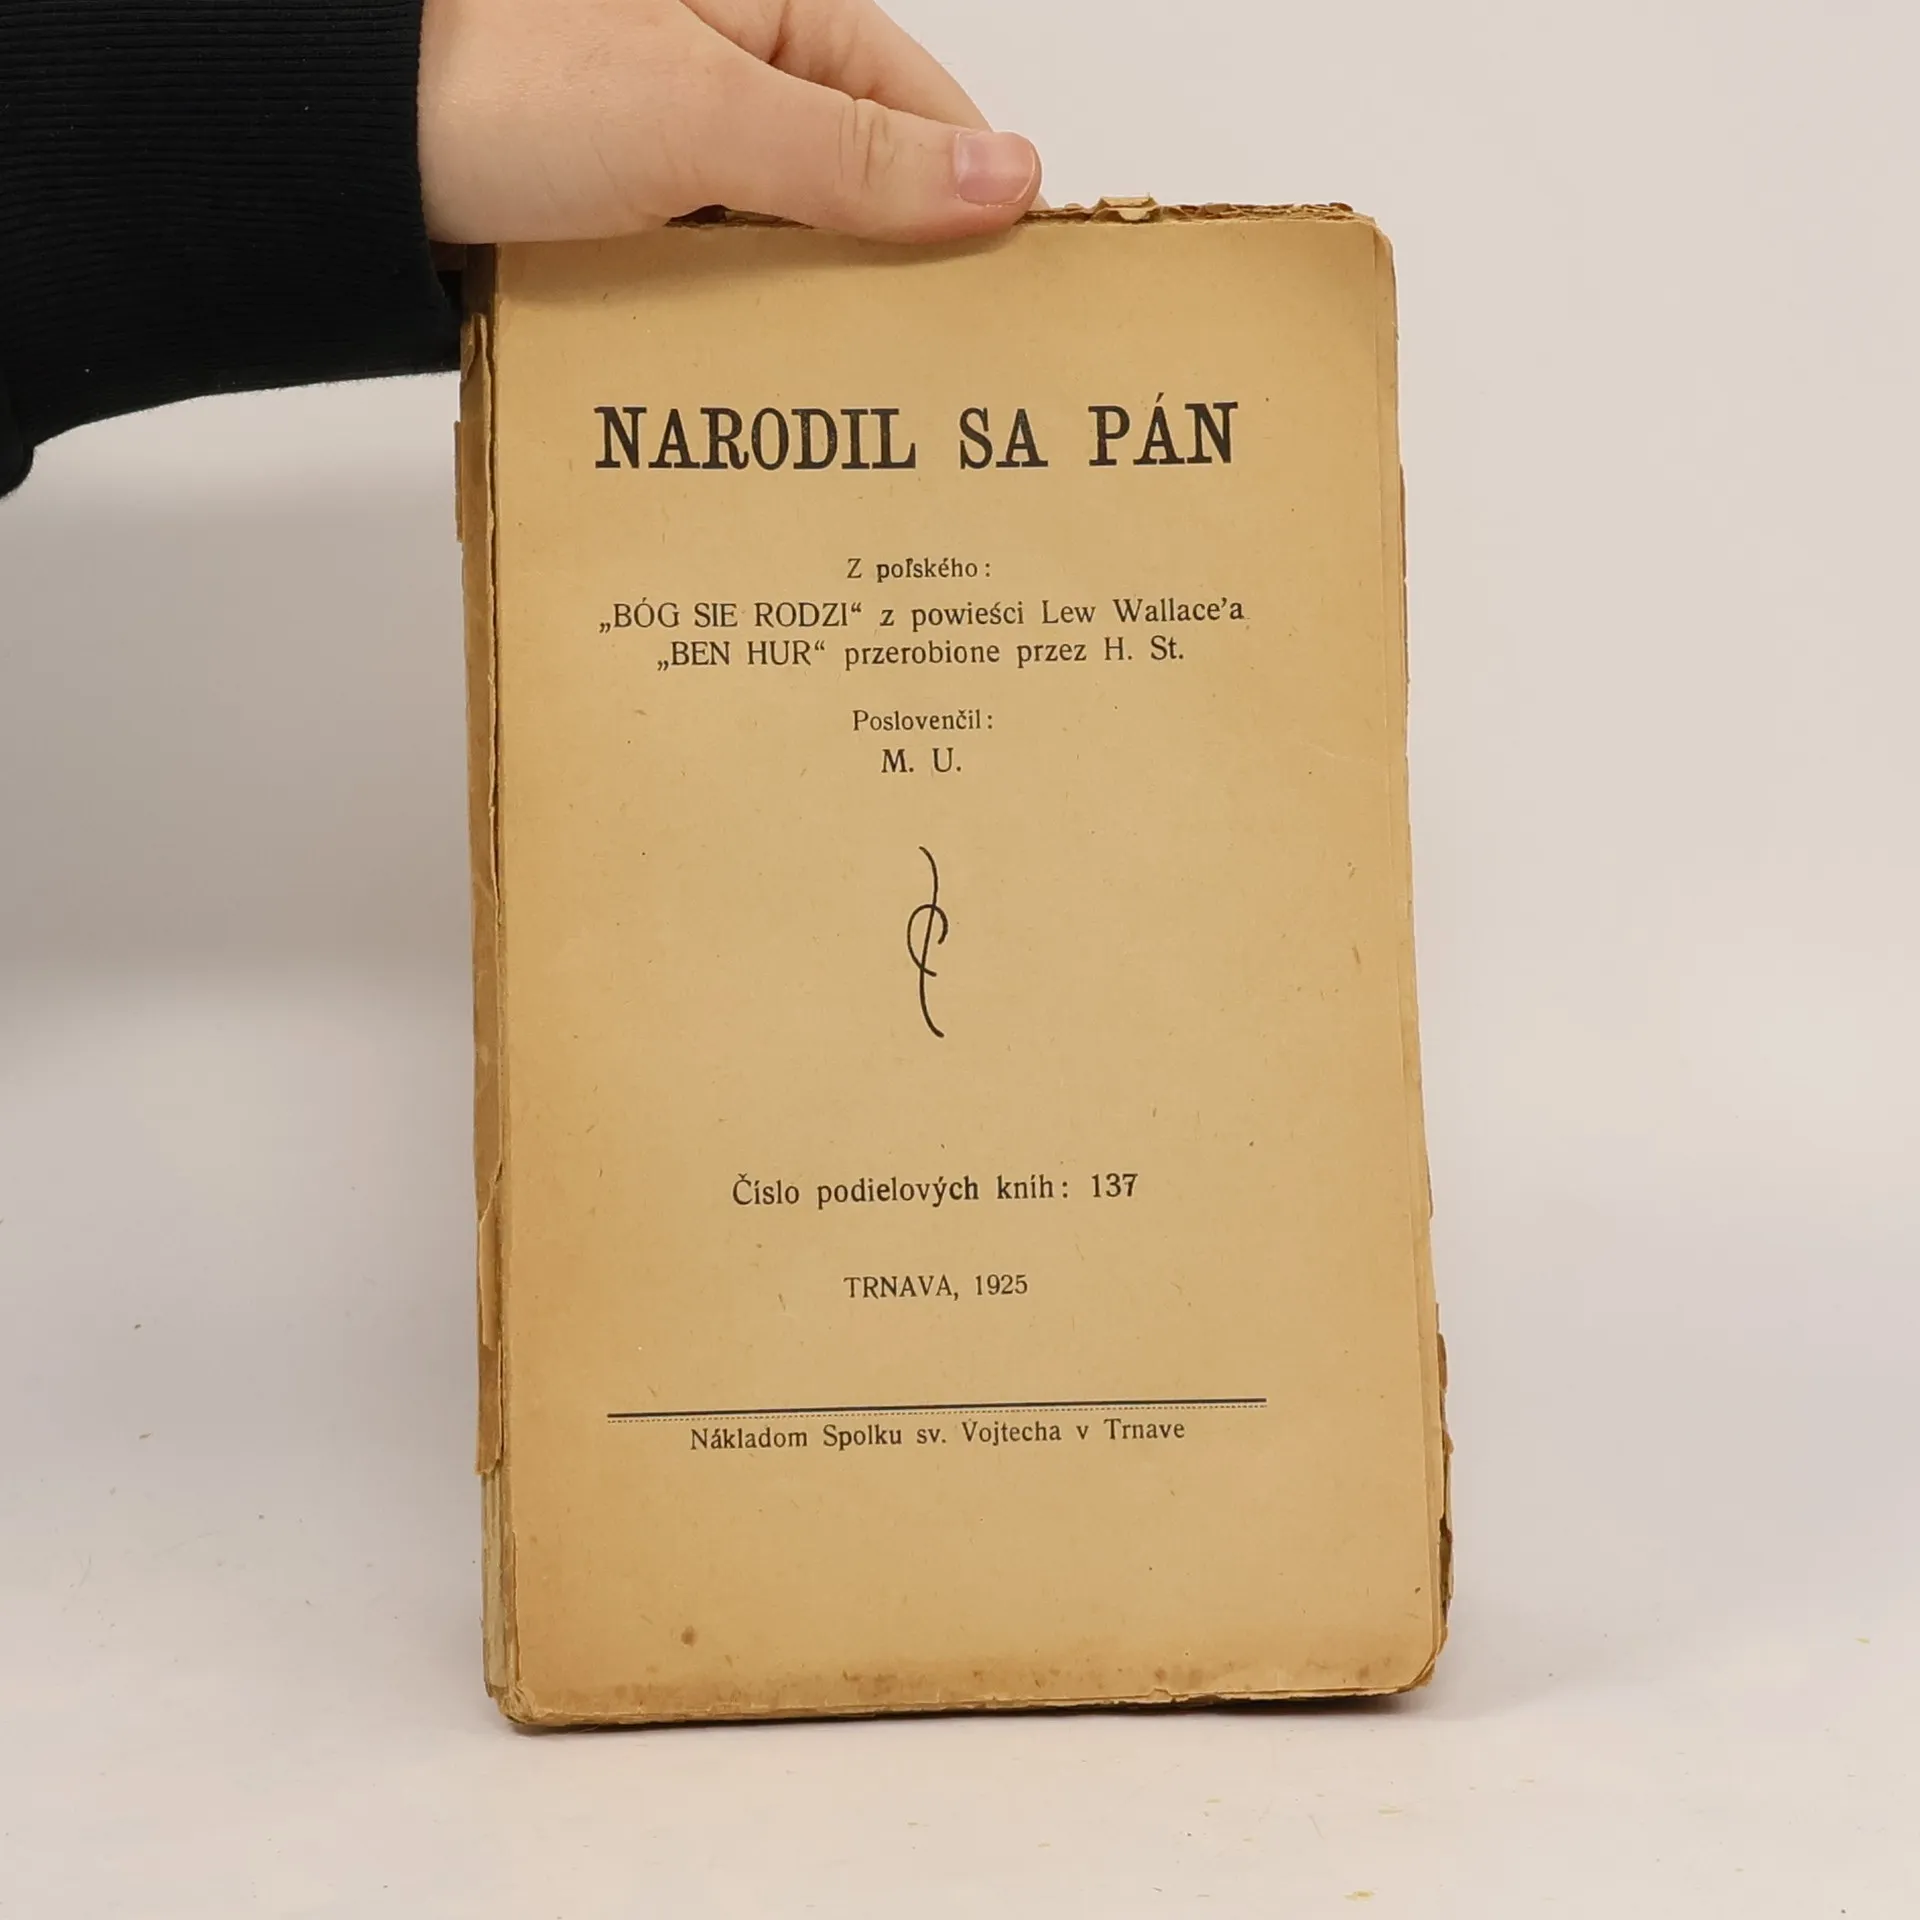 NARODIL SA PÁN
Z poľského:
„BÓG SIE RODZI“ z powieści Lew Wallace’a
„BEN HUR“ przerobione przez H. St.
Poslovenčil:
M. U.
Číslo podielových kníh: 137
TRNAVA, 1925
Nákladom Spolku sv. Vojtecha v Trnave